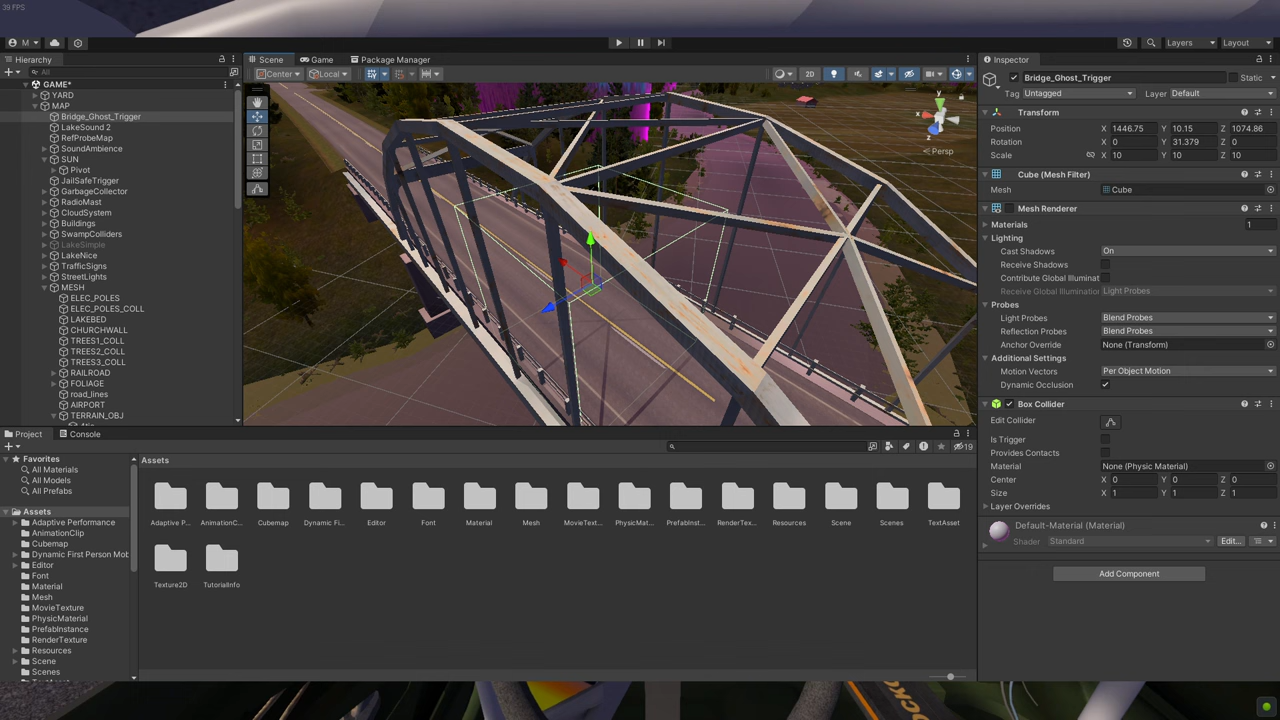 39 FPS
M
Layers
Layout
Hierarchy
All
GAME*
YARD
MAP
Bridge_Ghost_Trigger
LakeSound 2
RefProbeMap
SoundAmbience
SUN
Pivot
JailSafeTrigger
GarbageCollector
RadioMast
CloudSystem
Buildings
SwampColliders
LakeSimple
LakeNice
TrafficSigns
StreetLights
MESH
ELEC_POLES
ELEC_POLES_COLL
LAKEBED
CHURCHWALL
TREES1_COLL
TREES2_COLL
TREES3_COLL
RAILROAD
FOLIAGE
road_lines
AIRPORT
TERRAIN_OBJ
Scene
Game
Package Manager
Center
Local
2D
y
x
z
Persp
Inspector
Bridge_Ghost_Trigger
Static
Tag Untagged
Layer Default
Transform
Position X 1446.75 Y 10.15 Z 1074.86
Rotation X 0 Y 31.379 Z 0
Scale X 10 Y 10 Z 10
Cube (Mesh Filter)
Mesh Cube
Mesh Renderer
Materials 1
Lighting
Cast Shadows On
Receive Shadows
Contribute Global Illuminat
Receive Global Illumination Light Probes
Probes
Light Probes Blend Probes
Reflection Probes Blend Probes
Anchor Override None (Transform)
Additional Settings
Motion Vectors Per Object Motion
Dynamic Occlusion
Box Collider
Edit Collider
Is Trigger
Provides Contacts
Material None (Physic Material)
Center X 0 Y 0 Z 0
Size X 1 Y 1 Z 1
Layer Overrides
Default-Material (Material)
Shader Standard Edit...
Add Component
Project
Console
19
Favorites
All Materials
All Models
All Prefabs
Assets
Adaptive Performance
AnimationClip
Cubemap
Dynamic First Person Mot
Editor
Font
Material
Mesh
MovieTexture
PhysicMaterial
PrefabInstance
RenderTexture
Resources
Scene
Scenes
Assets
Adaptive P...
AnimationC...
Cubemap
Dynamic Fi...
Editor
Font
Material
Mesh
MovieText...
PhysicMat...
PrefabInst...
RenderTex...
Resources
Scene
Scenes
TextAsset
Texture2D
TutorialInfo